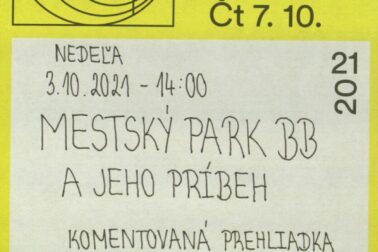 Čt 7. 10.
2021
NEDEĽA
3.10.2021 - 14:00
MESTSKÝ PARK BB
A JEHO PRÍBEH
KOMENTOVANÁ PREHLIADKA